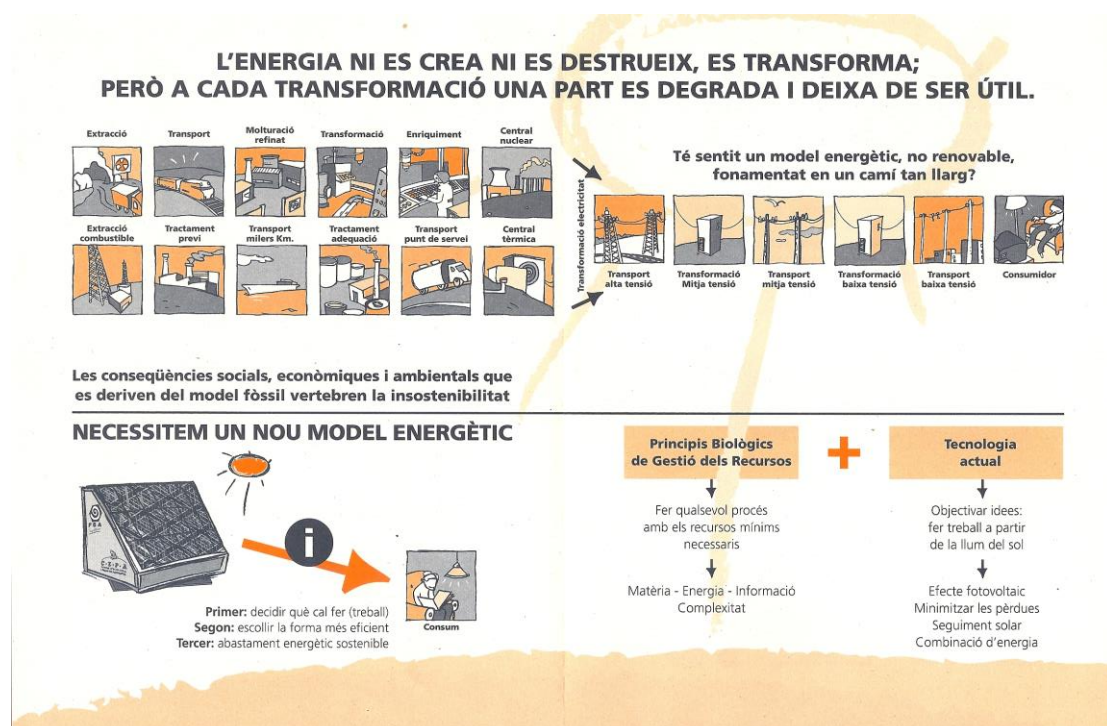 L'ENERGIA NI ES CREA NI ES DESTRUEIX, ES TRANSFORMA;
PERÒ A CADA TRANSFORMACIÓ UNA PART ES DEGRADA I DEIXA DE SER ÚTIL.
Extracció
Transport
Molturació
refinat
Transformació
Enriquiment
Central
nuclear
Extracció
combustible
Tractament
previ
Transport
milers Km.
Tractament
adequació
Transport
punt de servei
Central
tèrmica
Transformació electricitat
Té sentit un model energètic, no renovable,
fonamentat en un camí tan llarg?
Transport
alta tensió
Transformació
Mitja tensió
Transport
mitja tensió
Transformació
baixa tensió
Transport
baixa tensió
Consumidor
Les conseqüències socials, econòmiques i ambientals que
es deriven del model fòssil vertebren la insostenibilitat
NECESSITEM UN NOU MODEL ENERGÈTIC
i
Primer: decidir què cal fer (treball)
Segon: escollir la forma més eficient
Tercer: abastament energètic sostenible
Consum
Principis Biològics
de Gestió dels Recursos
+
Tecnologia
actual
Fer qualsevol procés
amb els recursos mínims
necessaris
Matèria - Energia - Informació
Complexitat
Objectivar idees:
fer treball a partir
de la llum del sol
Efecte fotovoltaic
Minimitzar les pèrdues
Seguiment solar
Combinació d'energia